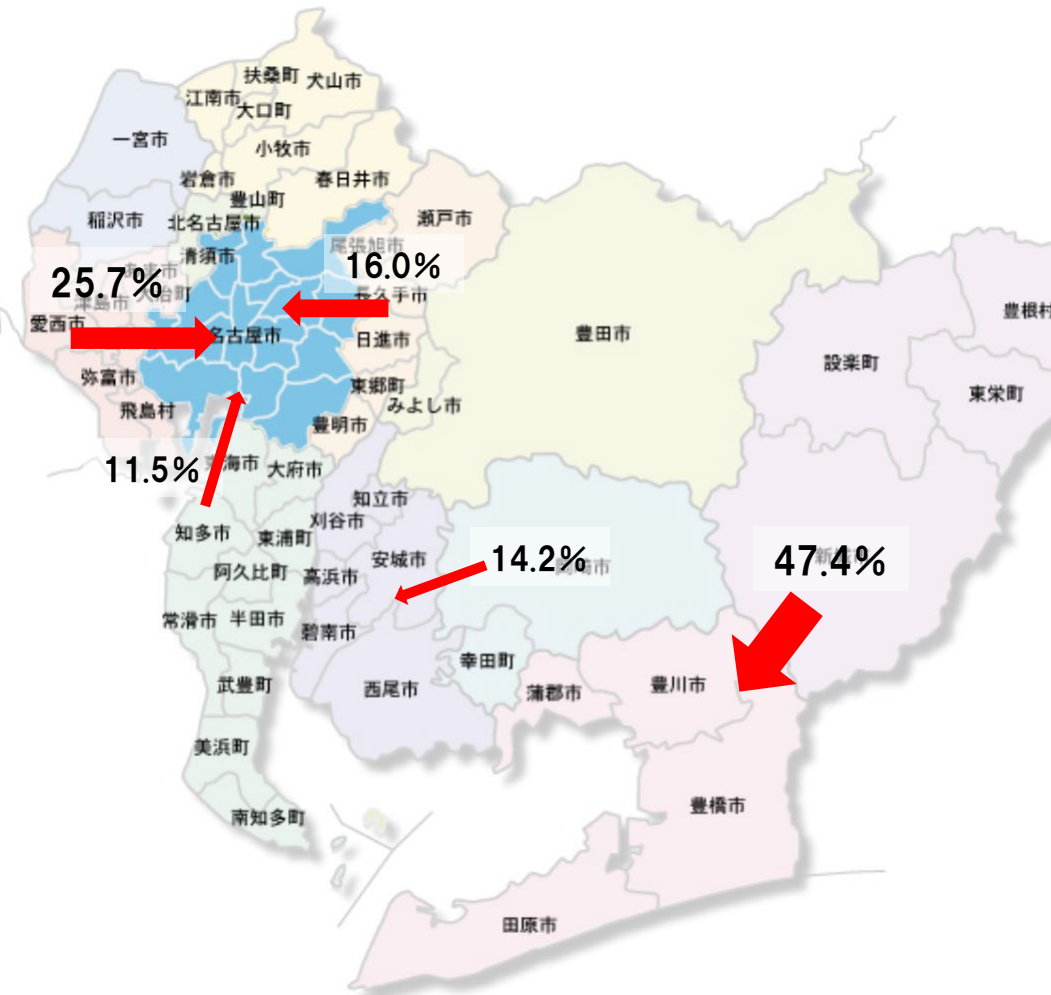 扶桑町
犬山市
江南市
大口町
一宮市
小牧市
岩倉市
春日井市
豊山町
稲沢市
北名古屋市
瀬戸市
清須市
尾張旭市
25.7%
16.0%
津島市
大治町
長久手市
愛西市
名古屋市
日進市
豊田市
豊根村
設楽町
弥富市
東郷町
東栄町
みよし市
飛島村
豊明市
11.5%
海市
大府市
知立市
知多市
刈谷市
東浦町
安城市
14.2%
47.4%
阿久比町
高浜市
常滑市
半田市
碧南市
幸田町
武豊町
西尾市
蒲郡市
豊川市
美浜町
豊橋市
南知多町
田原市